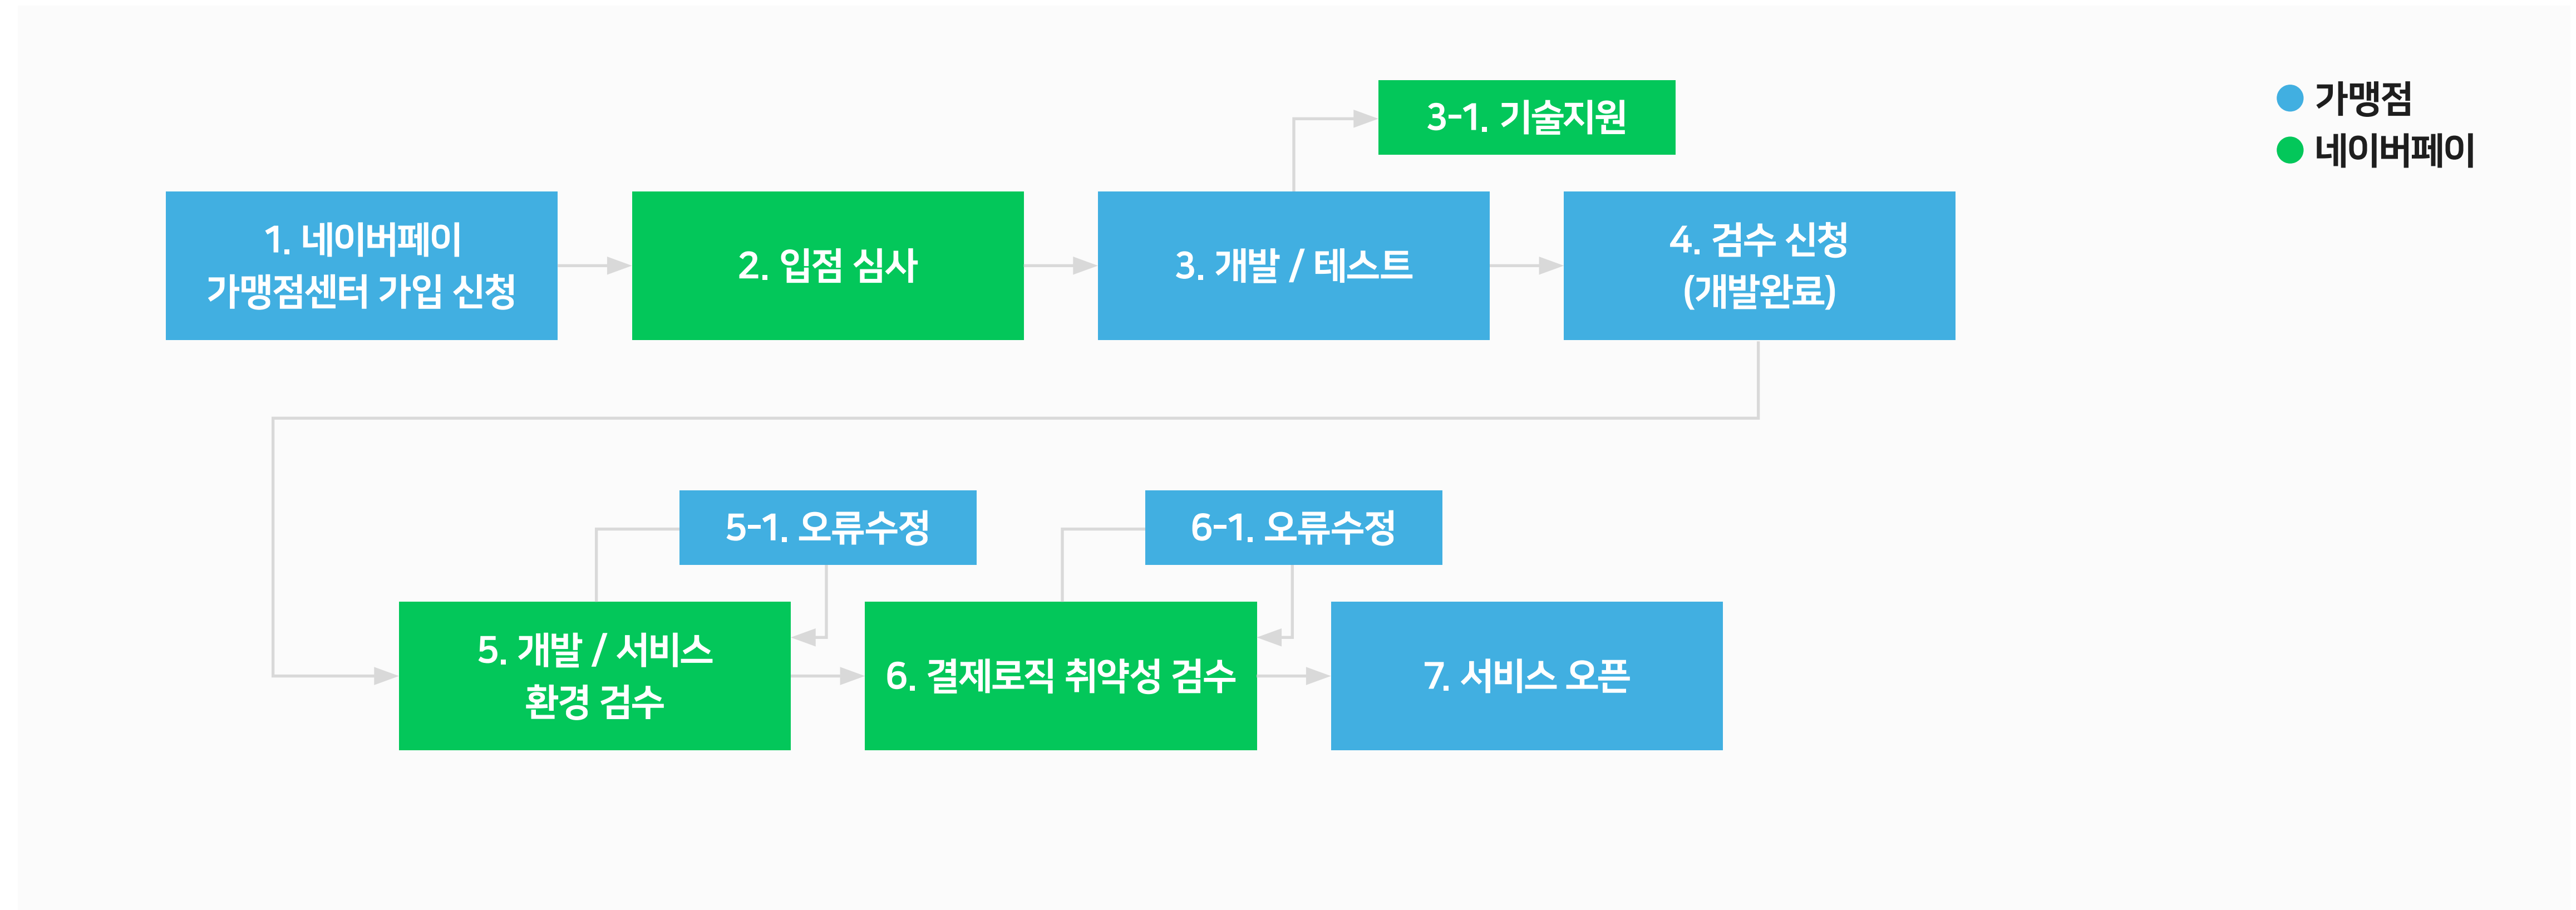 가맹점
네이버페이
3-1. 기술지원
1. 네이버페이
가맹점센터 가입 신청
2. 입점 심사
3. 개발 / 테스트
4. 검수 신청
(개발완료)
5-1. 오류수정
6-1. 오류수정
5. 개발 / 서비스
환경 검수
6. 결제로직 취약성 검수
7. 서비스 오픈